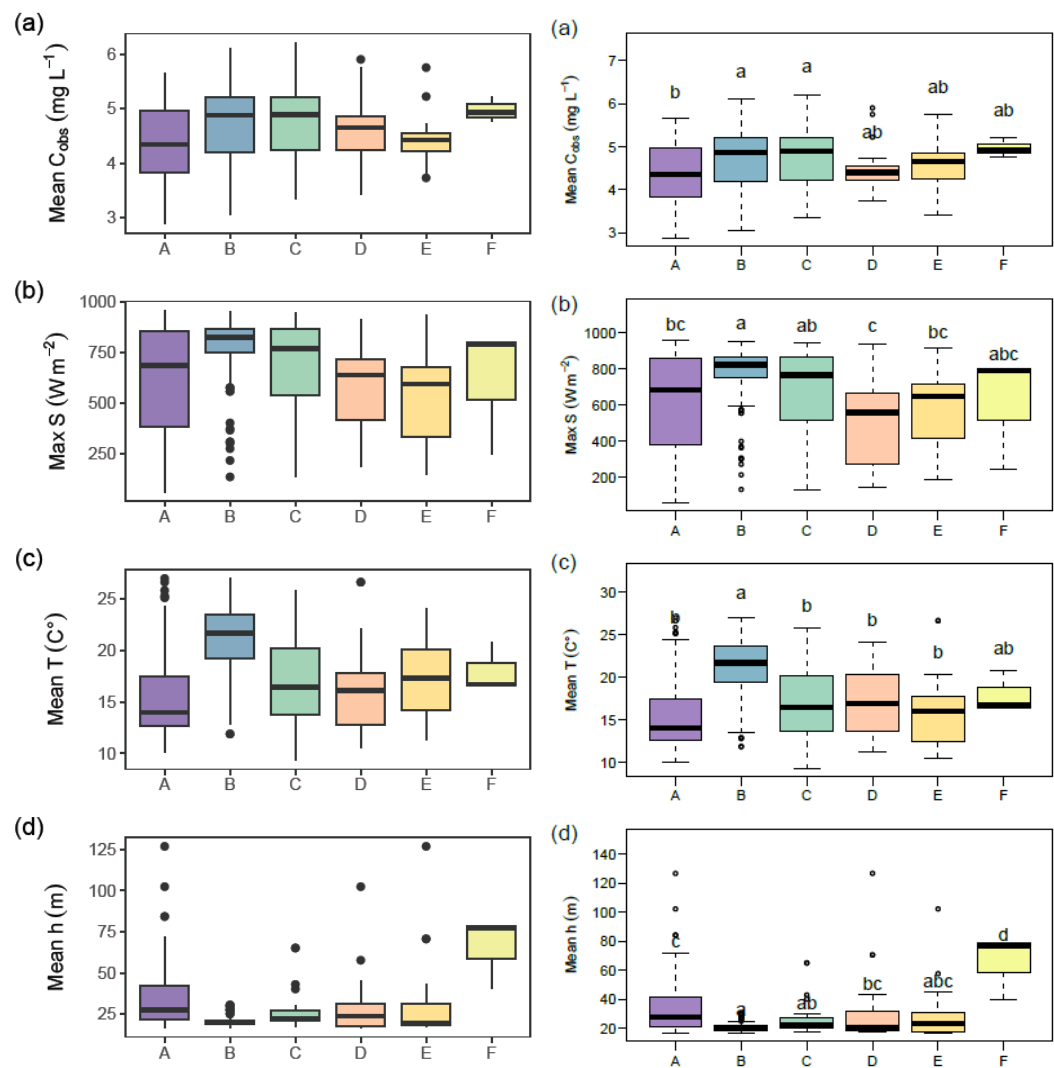 (a)
Mean C_obs (mg L⁻¹)
6
5
4
3
A B C D E F
(a)
Mean C_obs (mg L⁻¹)
7
6
5
4
3
b a a ab ab ab
A B C D E F
(b)
Max S (W m⁻²)
1000
750
500
250
A B C D E F
(b)
Max S (W m⁻²)
1000
800
600
400
200
bc a ab c bc abc
A B C D E F
(c)
Mean T (C°)
25
20
15
10
A B C D E F
(c)
Mean T (C°)
30
25
20
15
10
b a b b b ab
A B C D E F
(d)
Mean h (m)
125
100
75
50
25
A B C D E F
(d)
Mean h (m)
140
120
100
80
60
40
20
c a ab bc abc d
A B C D E F